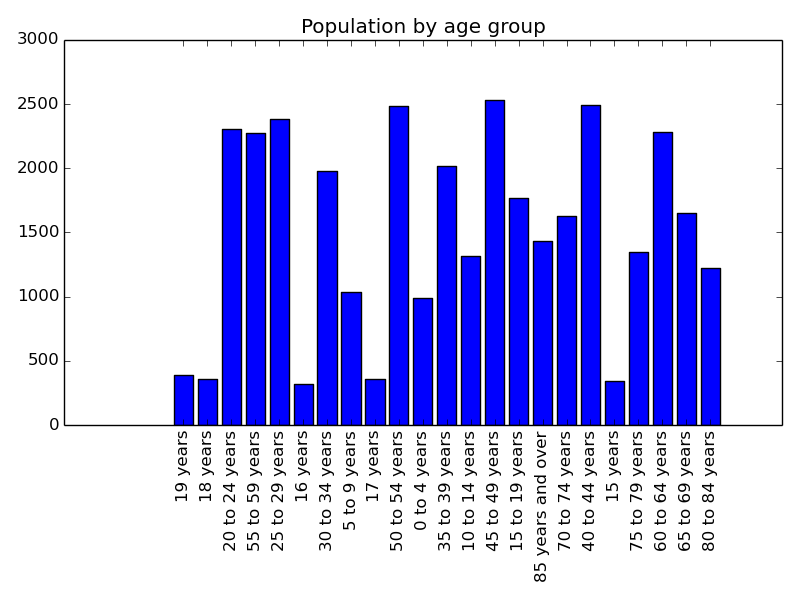 Population by age group
3000
2500
2000
1500
1000
500
0
19 years
18 years
20 to 24 years
55 to 59 years
25 to 29 years
16 years
30 to 34 years
5 to 9 years
17 years
50 to 54 years
0 to 4 years
35 to 39 years
10 to 14 years
45 to 49 years
15 to 19 years
85 years and over
70 to 74 years
40 to 44 years
15 years
75 to 79 years
60 to 64 years
65 to 69 years
80 to 84 years